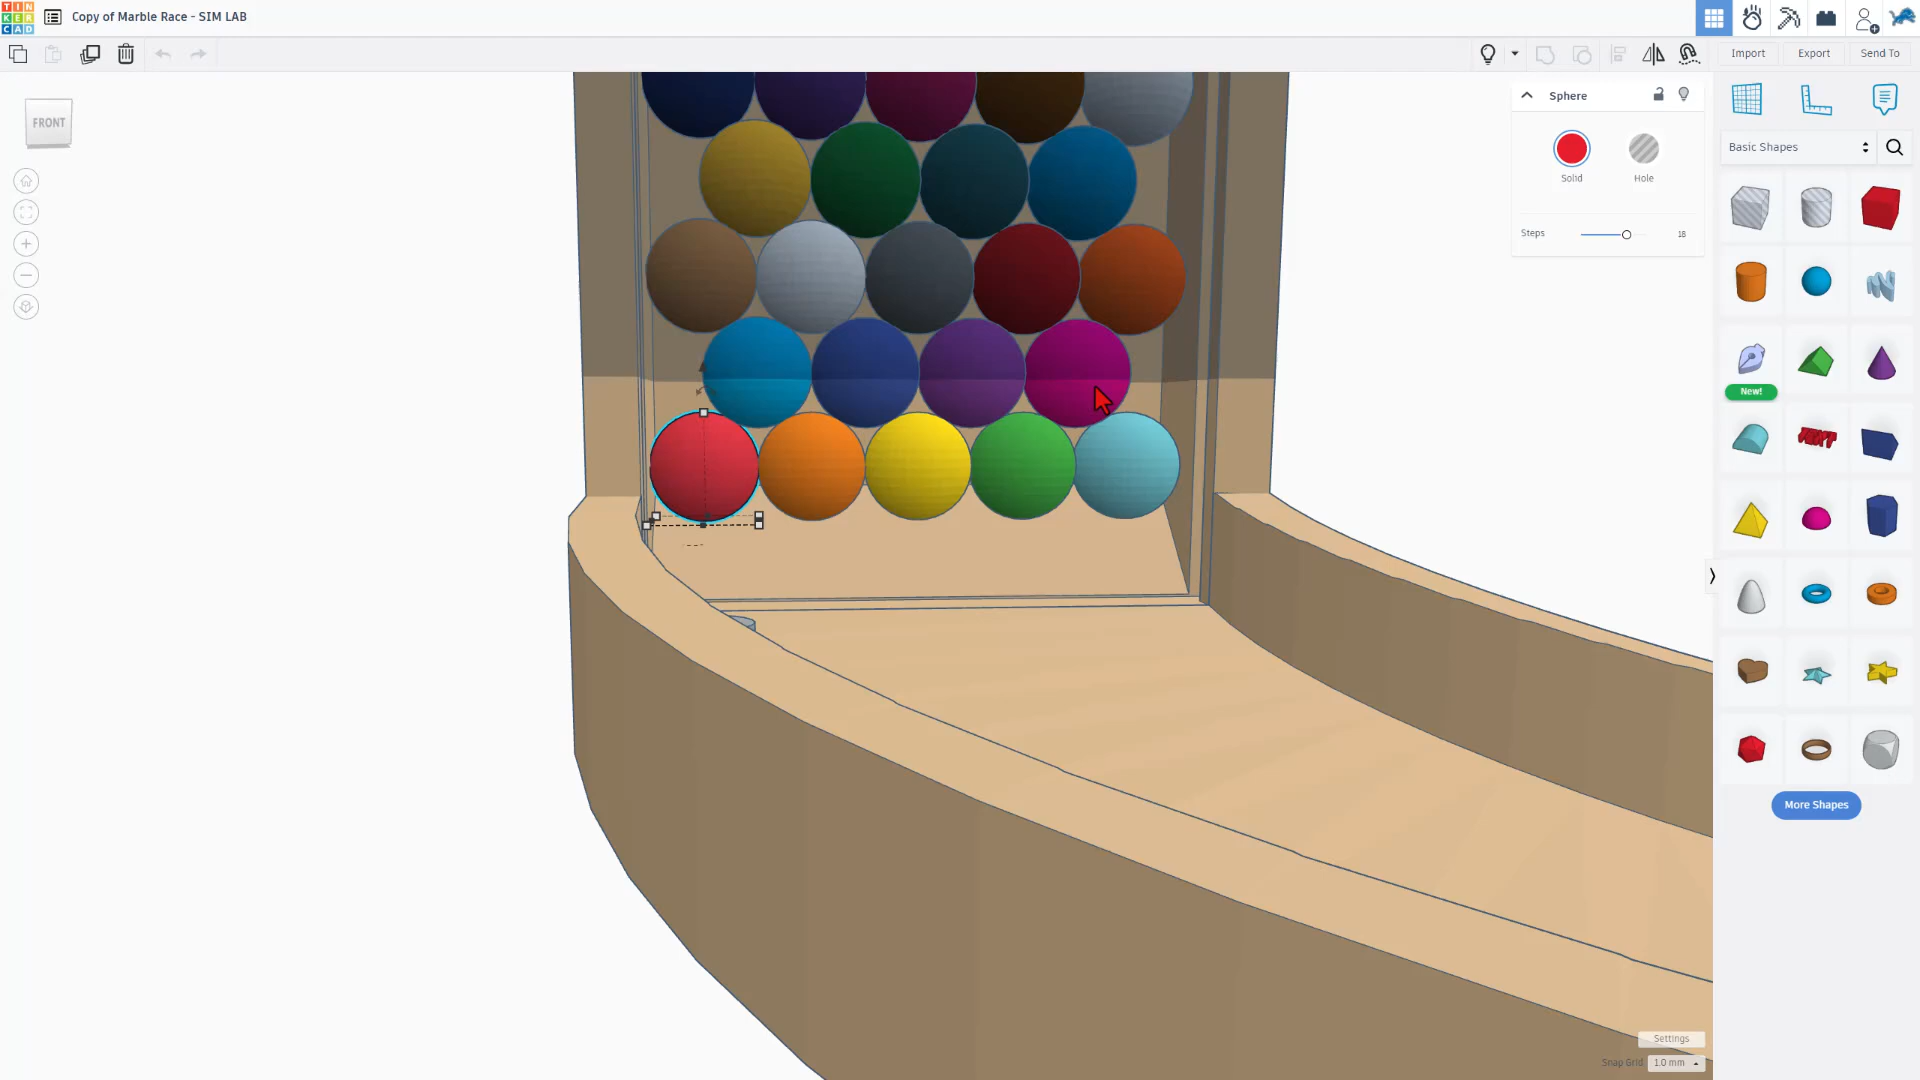 TIN
KER
CAD
Copy of Marble Race - SIM LAB
Import
Export
Send To
FRONT
Sphere
Solid
Hole
Steps
18
Basic Shapes
New!
TEXT
More Shapes
Settings
Snap Grid
1.0 mm